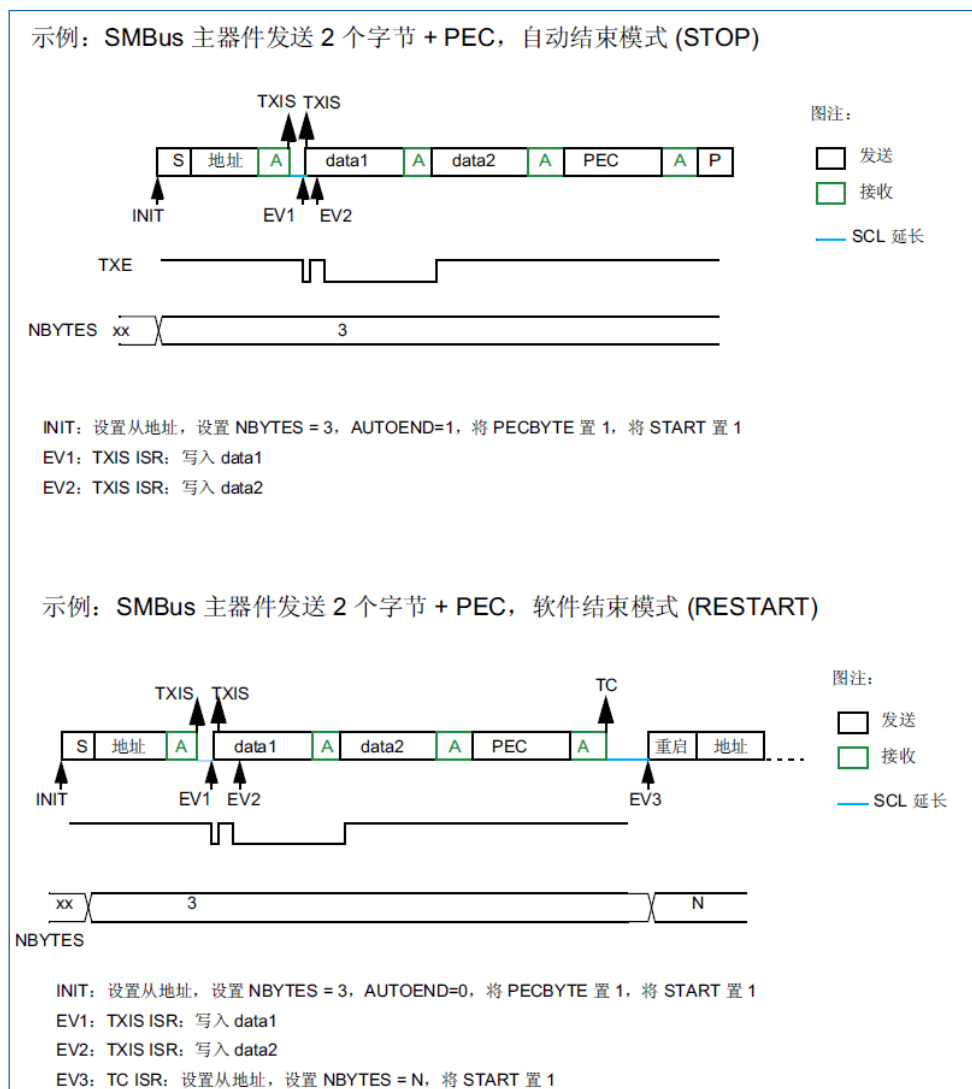 示例：SMBus 主器件发送 2 个字节 + PEC，自动结束模式 (STOP)
TXIS TXIS
图注：
S 地址 A data1 A data2 A PEC A P
发送
接收
INIT EV1 EV2
SCL 延长
TXE
NBYTES xx 3
INIT：设置从地址，设置 NBYTES = 3，AUTOEND=1，将 PECBYTE 置 1，将 START 置 1
EV1：TXIS ISR：写入 data1
EV2：TXIS ISR：写入 data2
示例：SMBus 主器件发送 2 个字节 + PEC，软件结束模式 (RESTART)
图注：
TXIS TXIS TC
发送
S 地址 A data1 A data2 A PEC A 重启 地址
接收
INIT EV1 EV2 EV3
SCL 延长
xx 3 N
NBYTES
INIT：设置从地址，设置 NBYTES = 3，AUTOEND=0，将 PECBYTE 置 1，将 START 置 1
EV1：TXIS ISR：写入 data1
EV2：TXIS ISR：写入 data2
EV3：TC ISR：设置从地址，设置 NBYTES = N，将 START 置 1